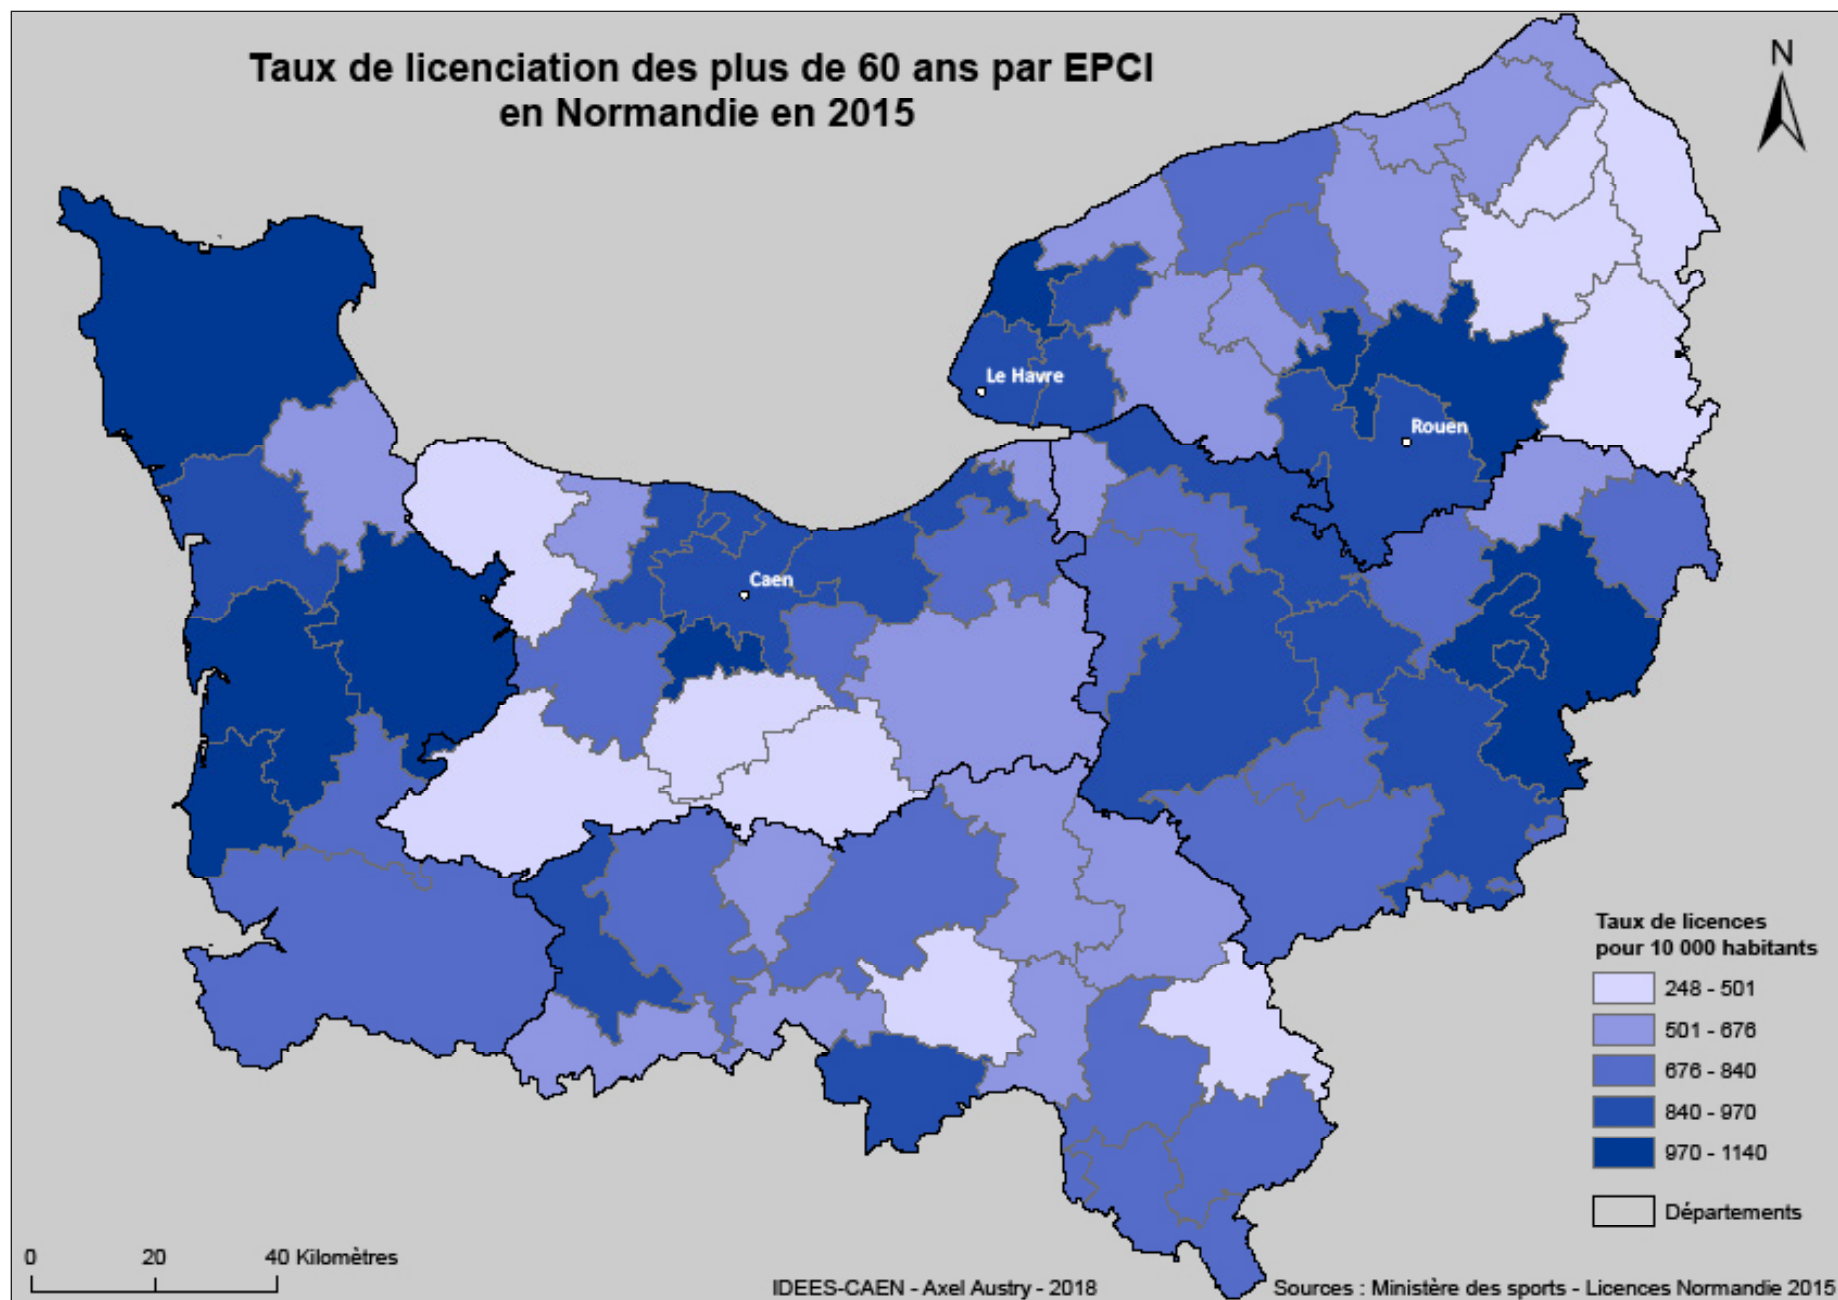 Taux de licenciation des plus de 60 ans par EPCI
en Normandie en 2015
N
Le Havre
Rouen
Caen
Taux de licences
pour 10 000 habitants
248 - 501
501 - 676
676 - 840
840 - 970
970 - 1140
Départements
0 20 40 Kilomètres
IDEES-CAEN - Axel Austry - 2018
Sources : Ministère des sports - Licences Normandie 2015